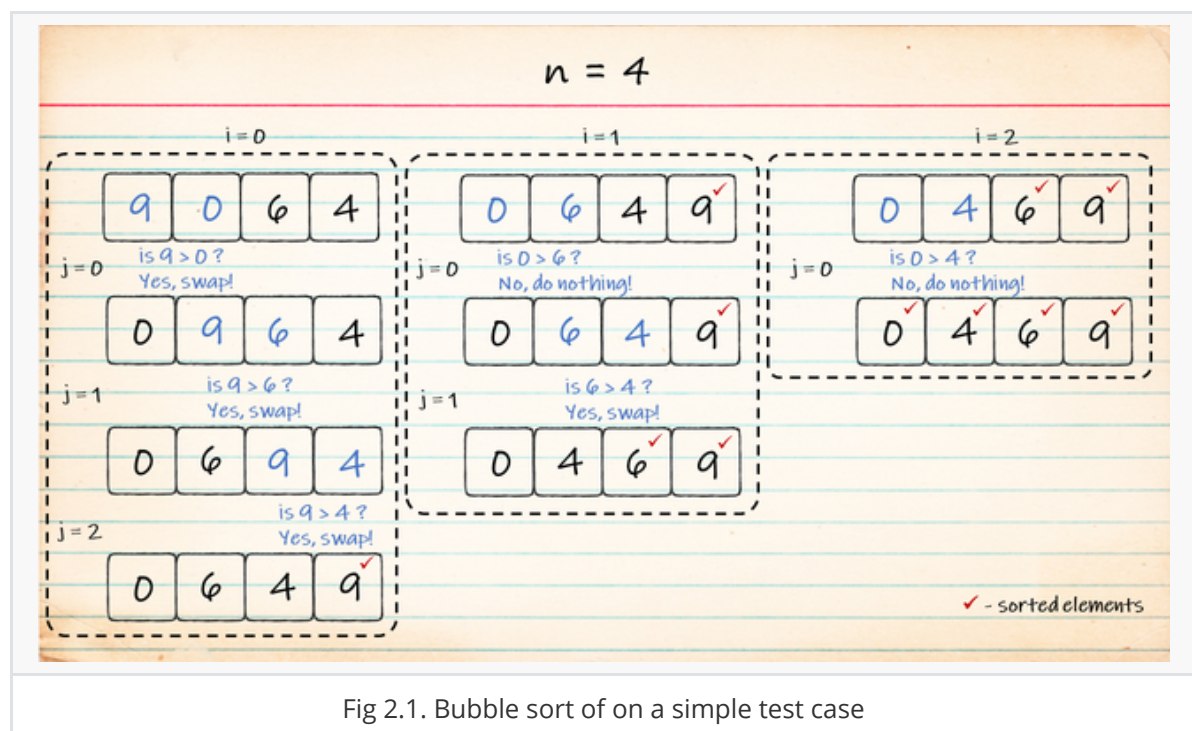 n = 4
i = 0
9 0 6 4
j = 0
is 9 > 0 ?
Yes, swap!
0 9 6 4
j = 1
is 9 > 6 ?
Yes, swap!
0 6 9 4
j = 2
is 9 > 4 ?
Yes, swap!
0 6 4 9 ✓
i = 1
0 6 4 9 ✓
j = 0
is 0 > 6 ?
No, do nothing!
0 6 4 9 ✓
j = 1
is 6 > 4 ?
Yes, swap!
0 4 6 ✓ 9 ✓
i = 2
0 4 6 ✓ 9 ✓
j = 0
is 0 > 4 ?
No, do nothing!
0 ✓ 4 ✓ 6 ✓ 9 ✓
✓ - sorted elements
Fig 2.1. Bubble sort of on a simple test case